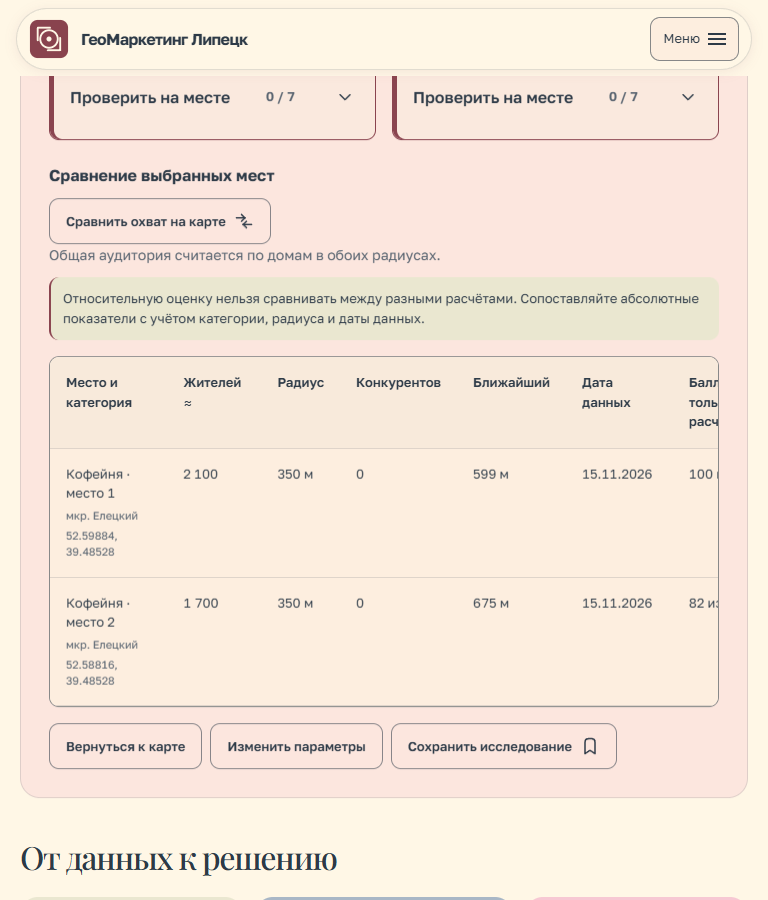 ГеоМаркетинг Липецк
Меню
Проверить на месте 0 / 7
Проверить на месте 0 / 7
Сравнение выбранных мест
Сравнить охват на карте
Общая аудитория считается по домам в обоих радиусах.
Относительную оценку нельзя сравнивать между разными расчётами. Сопоставляйте абсолютные
показатели с учётом категории, радиуса и даты данных.
Место и
категория
Жителей
≈
Радиус
Конкурентов
Ближайший
Дата
данных
Кофейня ·
место 1
мкр. Елецкий
52.59884,
39.48528
2 100
350 м
0
599 м
15.11.2026
100
Кофейня ·
место 2
мкр. Елецкий
52.58816,
39.48528
1 700
350 м
0
675 м
15.11.2026
82
Вернуться к карте
Изменить параметры
Сохранить исследование
От данных к решению